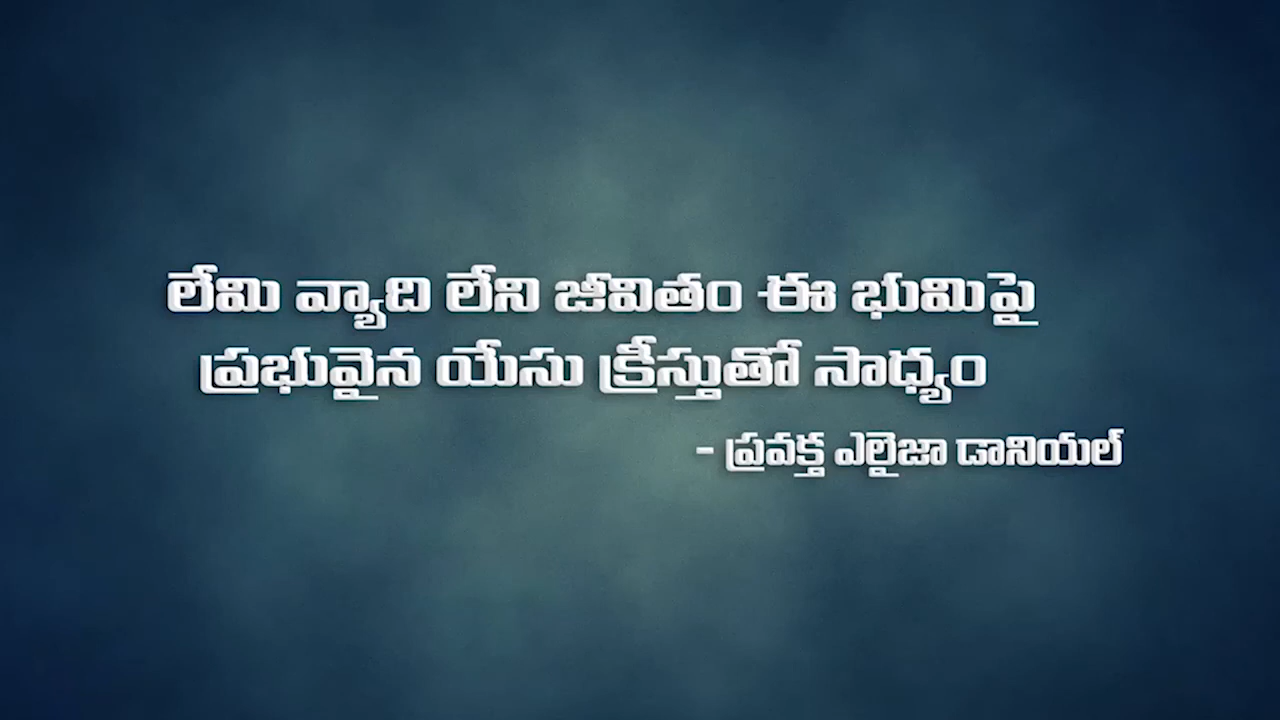 లేమి వ్యాది లేని జీవితం ఈ భుమిపై
ప్రభువైన యేసు క్రీస్తుతో సాధ్యం
- ప్రవక్త ఎలైజా డానియల్